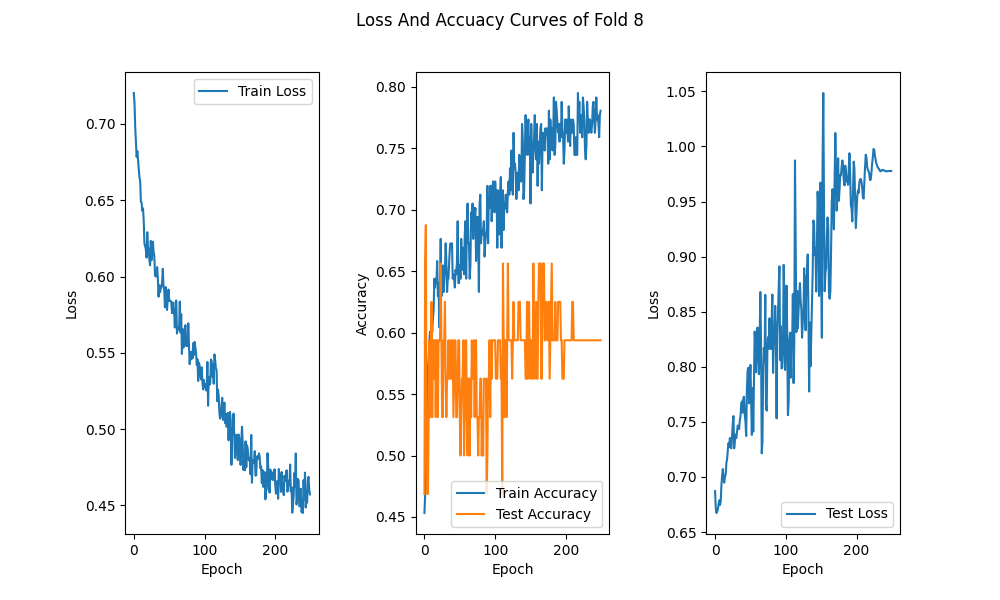 Loss And Accuacy Curves of Fold 8
Train Loss
0.70
0.65
0.60
0.55
0.50
0.45
Loss
0
100
200
Epoch
0.80
0.75
0.70
0.65
0.60
0.55
0.50
0.45
Accuracy
Train Accuracy
Test Accuracy
0
100
200
Epoch
1.05
1.00
0.95
0.90
0.85
0.80
0.75
0.70
0.65
Loss
Test Loss
0
100
200
Epoch